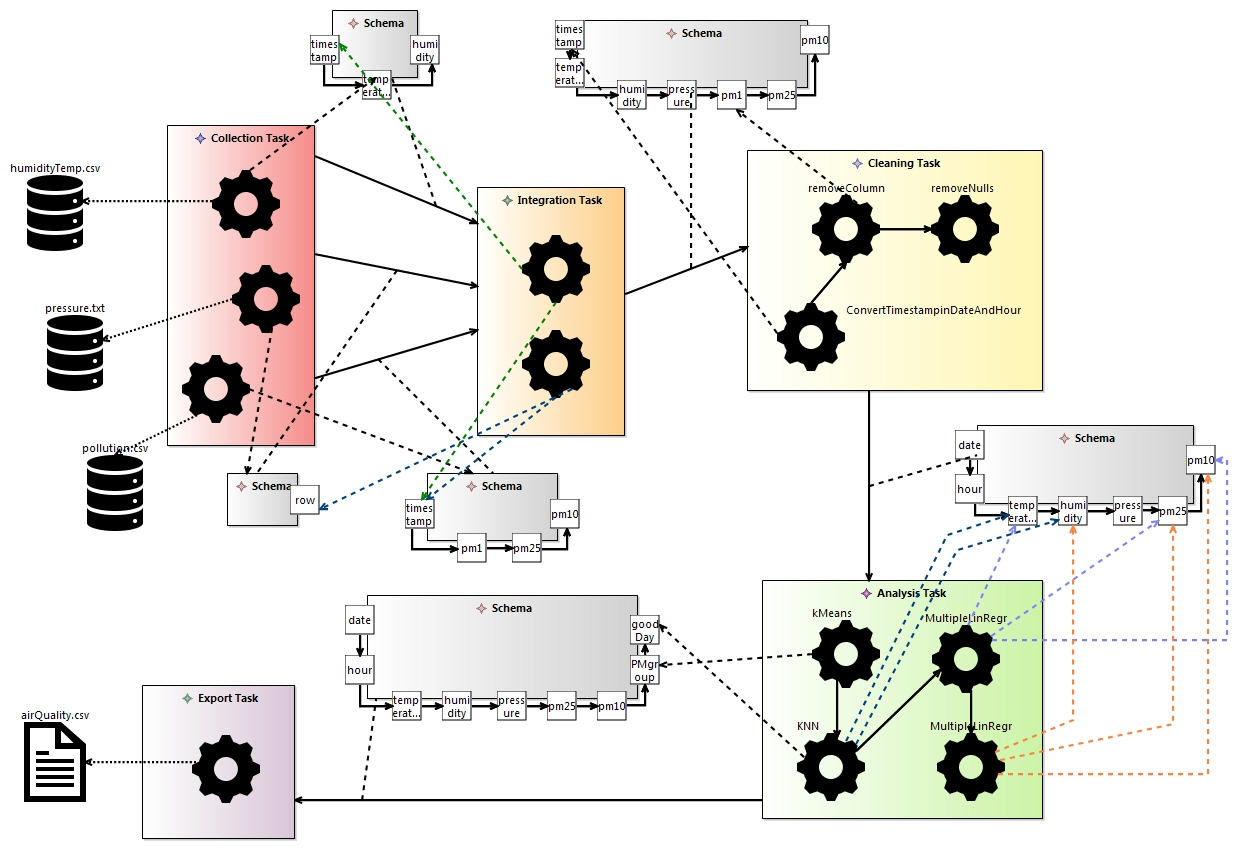 Schema
times
tamp
humi
dity
temp
erat...
Schema
times
tamp
temp
erat...
humi
dity
press
ure
pm1
pm25
pm10
Collection Task
humidityTemp.csv
pressure.txt
pollution.csv
Integration Task
Cleaning Task
removeColumn
removeNulls
ConvertTimestampinDateAndHour
Schema
row
Schema
times
tamp
pm1
pm25
pm10
Schema
date
hour
temp
erat...
humi
dity
press
ure
pm25
pm10
Schema
date
hour
temp
erat...
humi
dity
press
ure
pm25
pm10
PMgr
oup
good
Day
Analysis Task
kMeans
MultipleLinRegr
KNN
MultipleLinRegr
Export Task
airQuality.csv